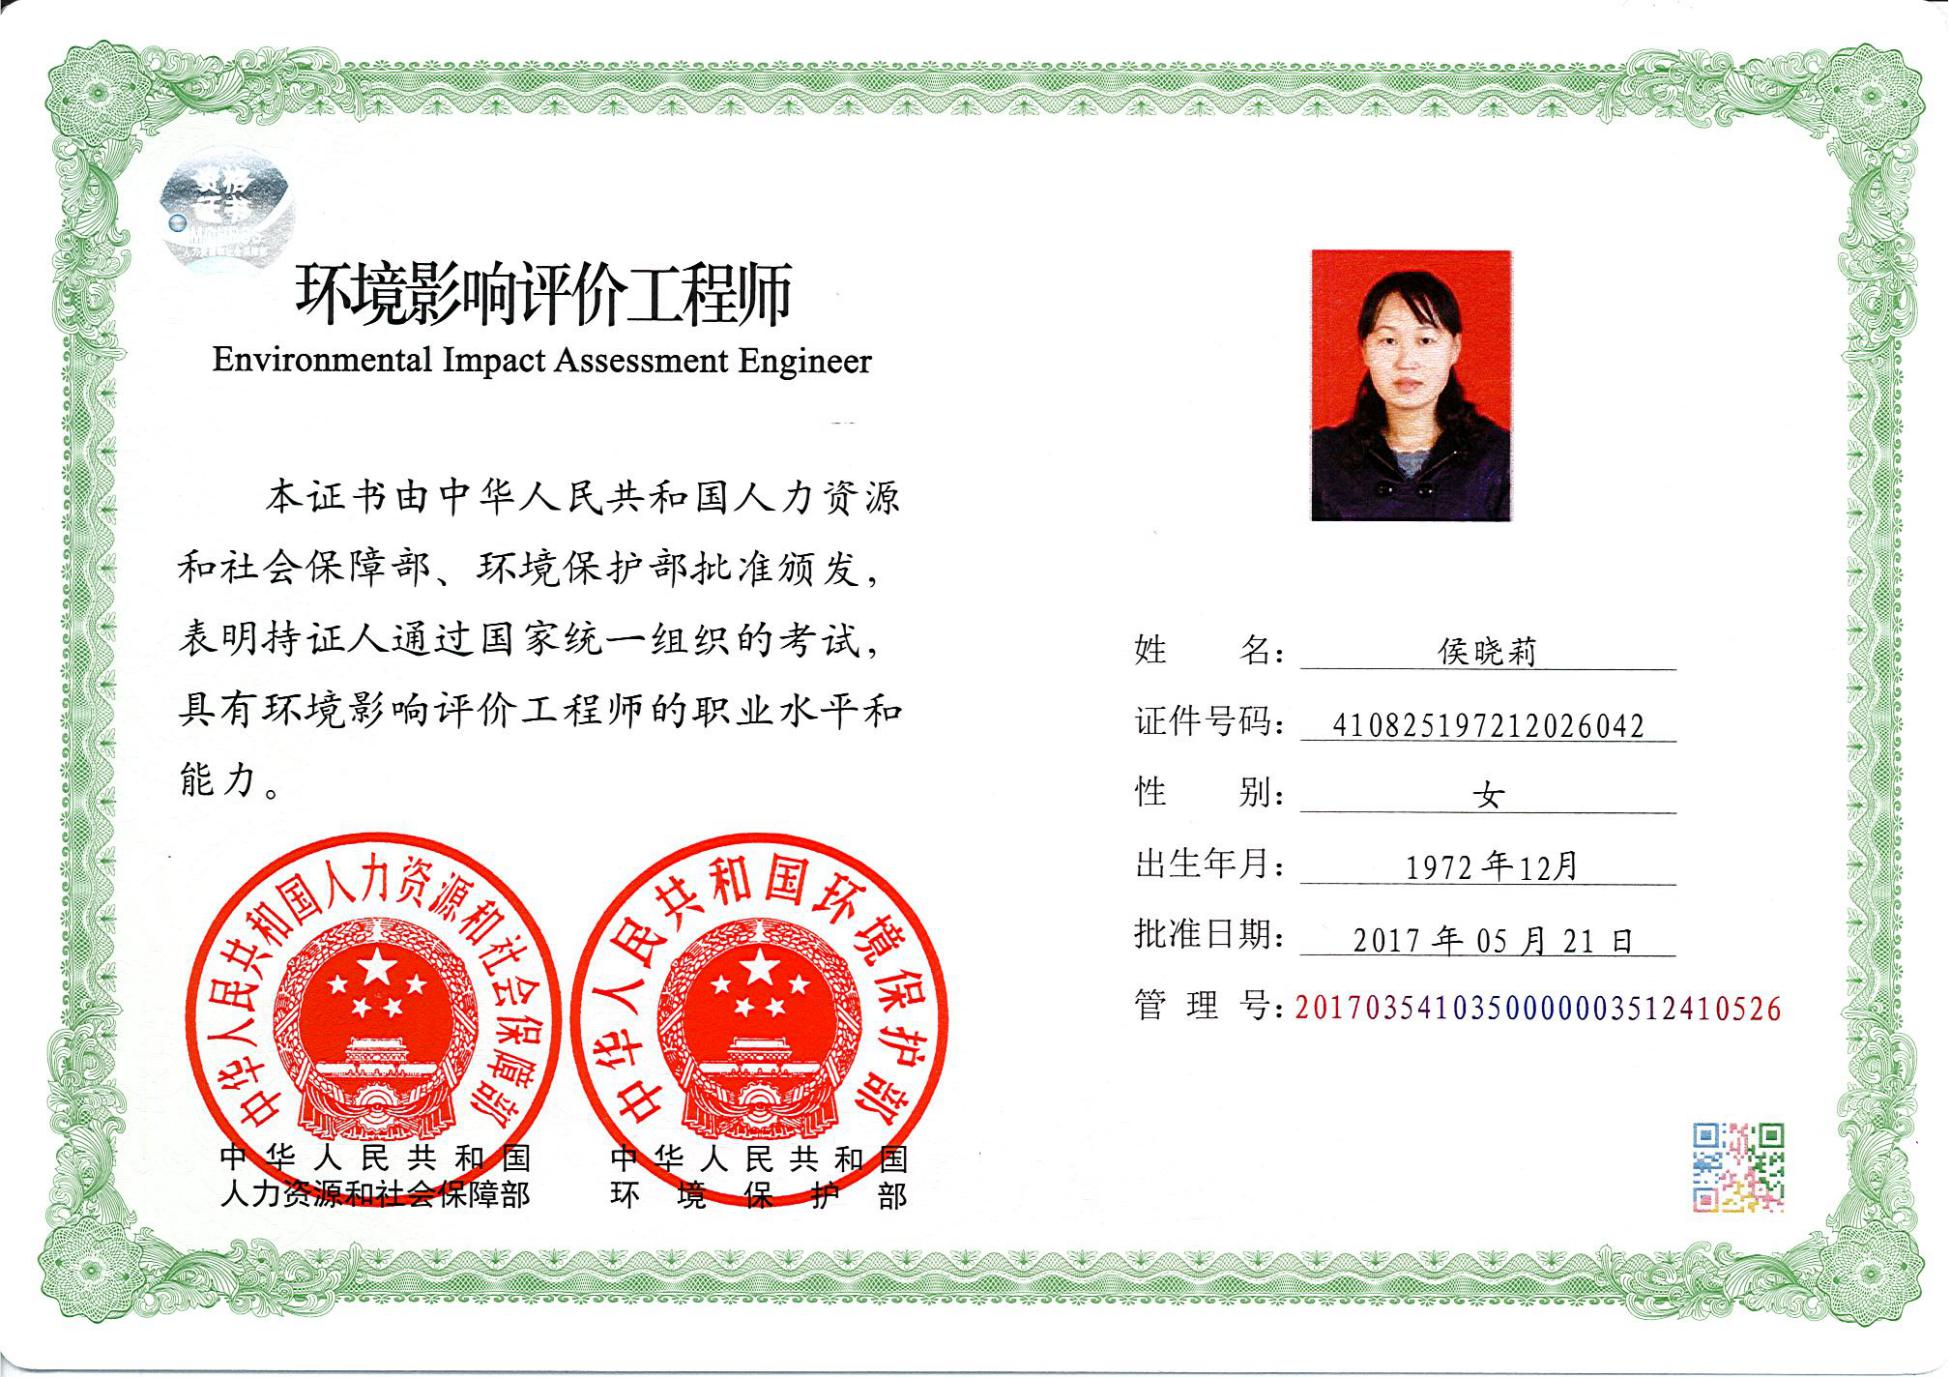 资格
证书
环境影响评价工程师
Environmental Impact Assessment Engineer
本证书由中华人民共和国人力资源
和社会保障部、环境保护部批准颁发，
表明持证人通过国家统一组织的考试，
具有环境影响评价工程师的职业水平和
能力。
中华人民共和国人力资源和社会保障部
中华人民共和国环境保护部
中华人民共和国
人力资源和社会保障部
中华人民共和国
环境保护部
姓名：侯晓莉
证件号码：410825197212026042
性别：女
出生年月：1972年12月
批准日期：2017年05月21日
管理号：2017035410350000003512410526